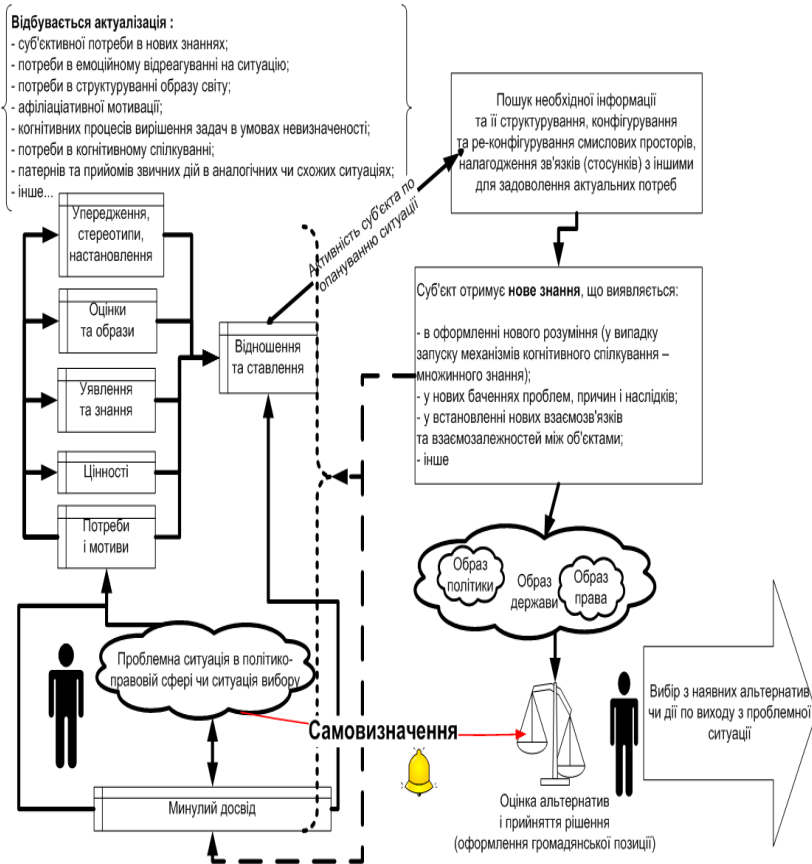 Відбувається актуалізація :
- суб'єктивної потреби в нових знаннях;
- потреби в емоційному відреагуванні на ситуацію;
- потреби в структуруванні образу світу;
- афіліаціативної мотивації;
- когнітивних процесів вирішення задач в умовах невизначеності;
- потреби в когнітивному спілкуванні;
- патернів та прийомів звичних дій в аналогічних чи схожих ситуаціях;
- інше...
Упередження,
стереотипи,
настановлення
Оцінки
та образи
Уявлення
та знання
Цінності
Потреби
і мотиви
Відношення
та ставлення
Активність суб'єкта по
опануванню ситуації
Пошук необхідної інформації
та її структурування, конфігурування
та ре-конфігурування смислових просторів,
налагодження зв'язків (стосунків) з іншими
для задоволення актуальних потреб
Суб'єкт отримує нове знання, що виявляється:
- в оформленні нового розуміння (у випадку
запуску механізмів когнітивного спілкування –
множинного знання);
- у нових баченнях проблем, причин і наслідків;
- у встановленні нових взаємозв'язків
та взаємозалежностей між об'єктами;
- інше
Образ
політики
Образ
держави
Образ
права
Проблемна ситуація в політико-
правовій сфері чи ситуація вибору
Самовизначення
Минулий досвід
Оцінка альтернатив
і прийняття рішення
(оформлення громадянської позиції)
Вибір з наявних альтернатив
чи дії по виходу з проблемної
ситуації